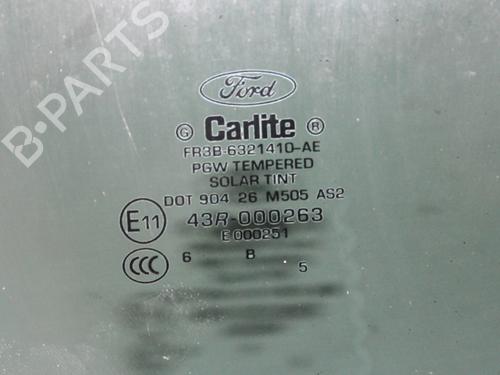 B-PARTS
Ford
G Carlite R
FR3B-6321410-AE
PGW TEMPERED
SOLAR TINT
DOT 904 26 M505 AS2
E11 43R-000263
E000251
CCC 6 B 5